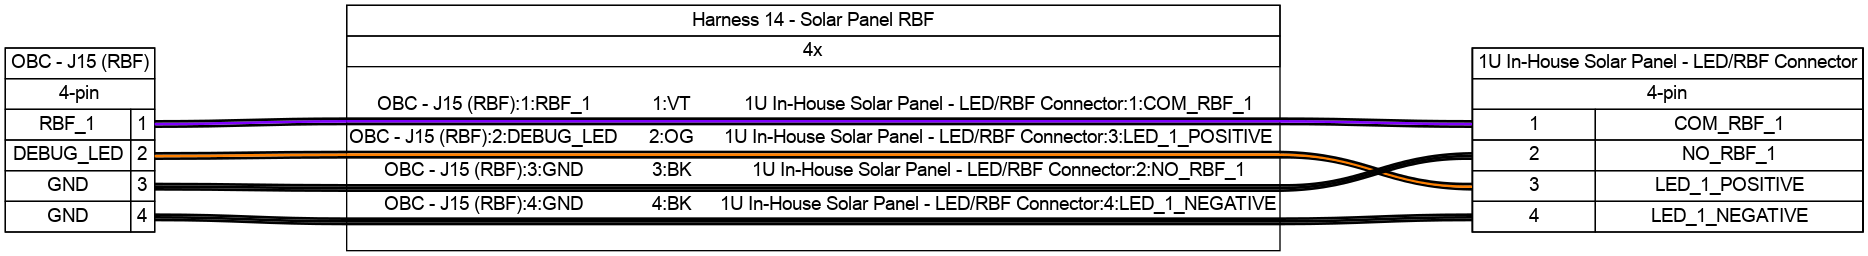 OBC - J15 (RBF)
4-pin
RBF_1 1
DEBUG_LED 2
GND 3
GND 4
Harness 14 - Solar Panel RBF
4x
OBC - J15 (RBF):1:RBF_1 1:VT 1U In-House Solar Panel - LED/RBF Connector:1:COM_RBF_1
OBC - J15 (RBF):2:DEBUG_LED 2:OG 1U In-House Solar Panel - LED/RBF Connector:3:LED_1_POSITIVE
OBC - J15 (RBF):3:GND 3:BK 1U In-House Solar Panel - LED/RBF Connector:2:NO_RBF_1
OBC - J15 (RBF):4:GND 4:BK 1U In-House Solar Panel - LED/RBF Connector:4:LED_1_NEGATIVE
1U In-House Solar Panel - LED/RBF Connector
4-pin
1 COM_RBF_1
2 NO_RBF_1
3 LED_1_POSITIVE
4 LED_1_NEGATIVE